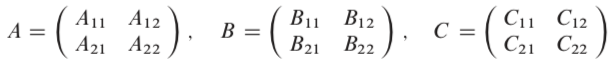 A = ( A11 A12 ), B = ( B11 B12 ), C = ( C11 C12 )
A21 A22 B21 B22 C21 C22